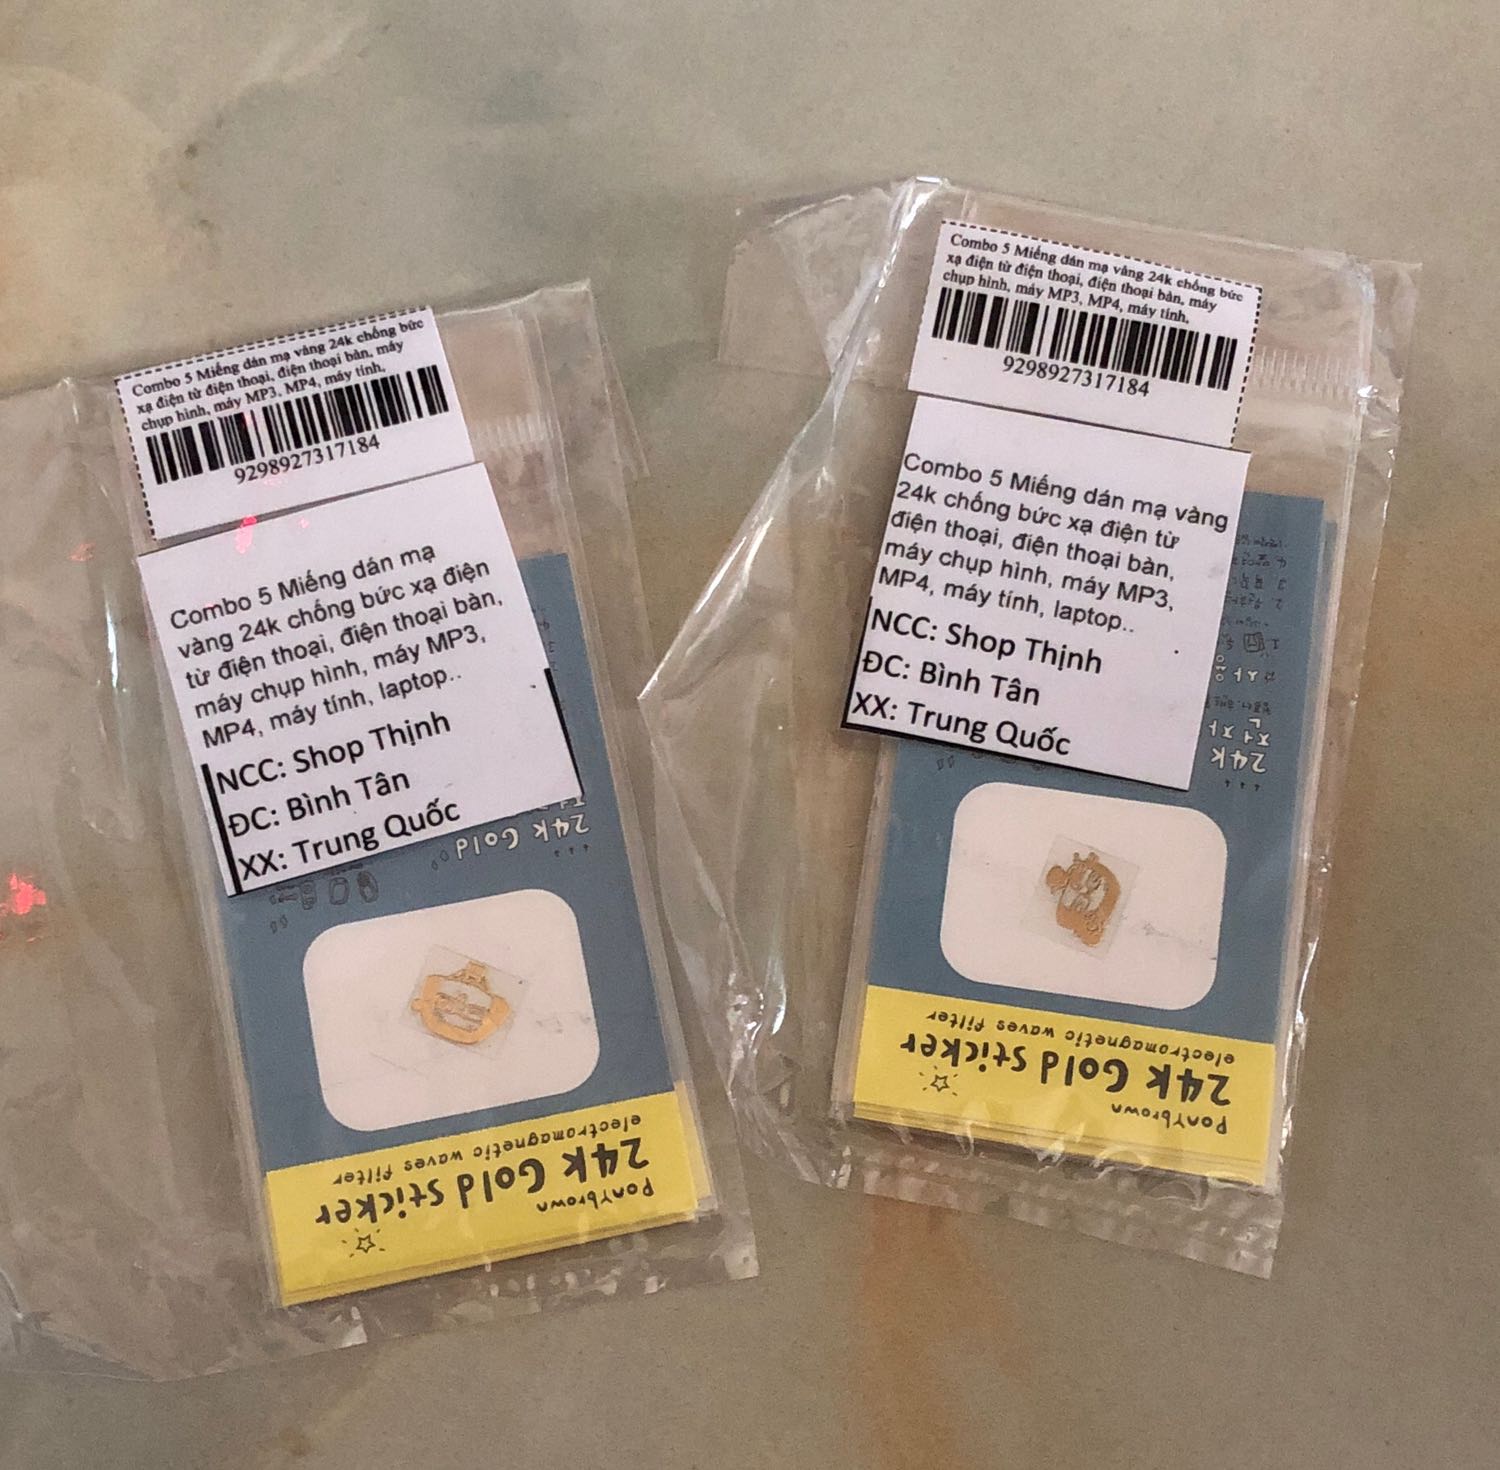 Combo 5 Miếng dán mạ vàng 24k chống bức
xạ điện từ điện thoại, điện thoại bàn, máy
chụp hình, máy MP3, MP4, máy tính,
9298927317184
Combo 5 Miếng dán mạ
vàng 24k chống bức xạ điện
từ điện thoại, điện thoại bàn,
máy chụp hình, máy MP3,
MP4, máy tính, laptop..
NCC: Shop Thịnh
ĐC: Bình Tân
XX: Trung Quốc
24k Gold
Ponybrown
24k Gold Sticker
electromagnetic waves filter
Combo 5 Miếng dán mạ vàng 24k chống bức
xạ điện từ điện thoại, điện thoại bàn, máy
chụp hình, máy MP3, MP4, máy tính,
9298927317184
Combo 5 Miếng dán mạ vàng
24k chống bức xạ điện từ
điện thoại, điện thoại bàn,
máy chụp hình, máy MP3,
MP4, máy tính, laptop..
NCC: Shop Thịnh
ĐC: Bình Tân
XX: Trung Quốc
24k
전자
Ponybrown
24k Gold Sticker
electromagnetic waves filter